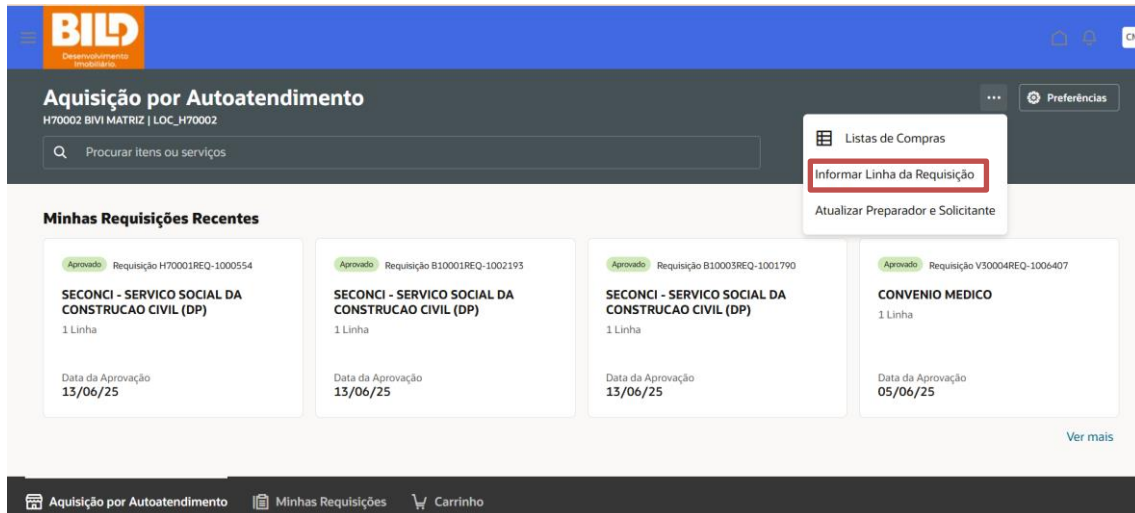 BILD
Desenvolvimento
Imobiliário.
Aquisição por Autoatendimento
H70002 BIVI MATRIZ | LOC_H70002
Preferências
Procurar itens ou serviços
Listas de Compras
Informar Linha da Requisição
Atualizar Preparador e Solicitante
Minhas Requisições Recentes
Aprovado Requisição H70001REQ-1000554
SECONCI - SERVICO SOCIAL DA
CONSTRUCAO CIVIL (DP)
1 Linha
Data da Aprovação
13/06/25
Aprovado Requisição B10001REQ-1002193
SECONCI - SERVICO SOCIAL DA
CONSTRUCAO CIVIL (DP)
1 Linha
Data da Aprovação
13/06/25
Aprovado Requisição B10003REQ-1001790
SECONCI - SERVICO SOCIAL DA
CONSTRUCAO CIVIL (DP)
1 Linha
Data da Aprovação
13/06/25
Aprovado Requisição V30004REQ-1006407
CONVENIO MEDICO
1 Linha
Data da Aprovação
05/06/25
Ver mais
Aquisição por Autoatendimento
Minhas Requisições
Carrinho